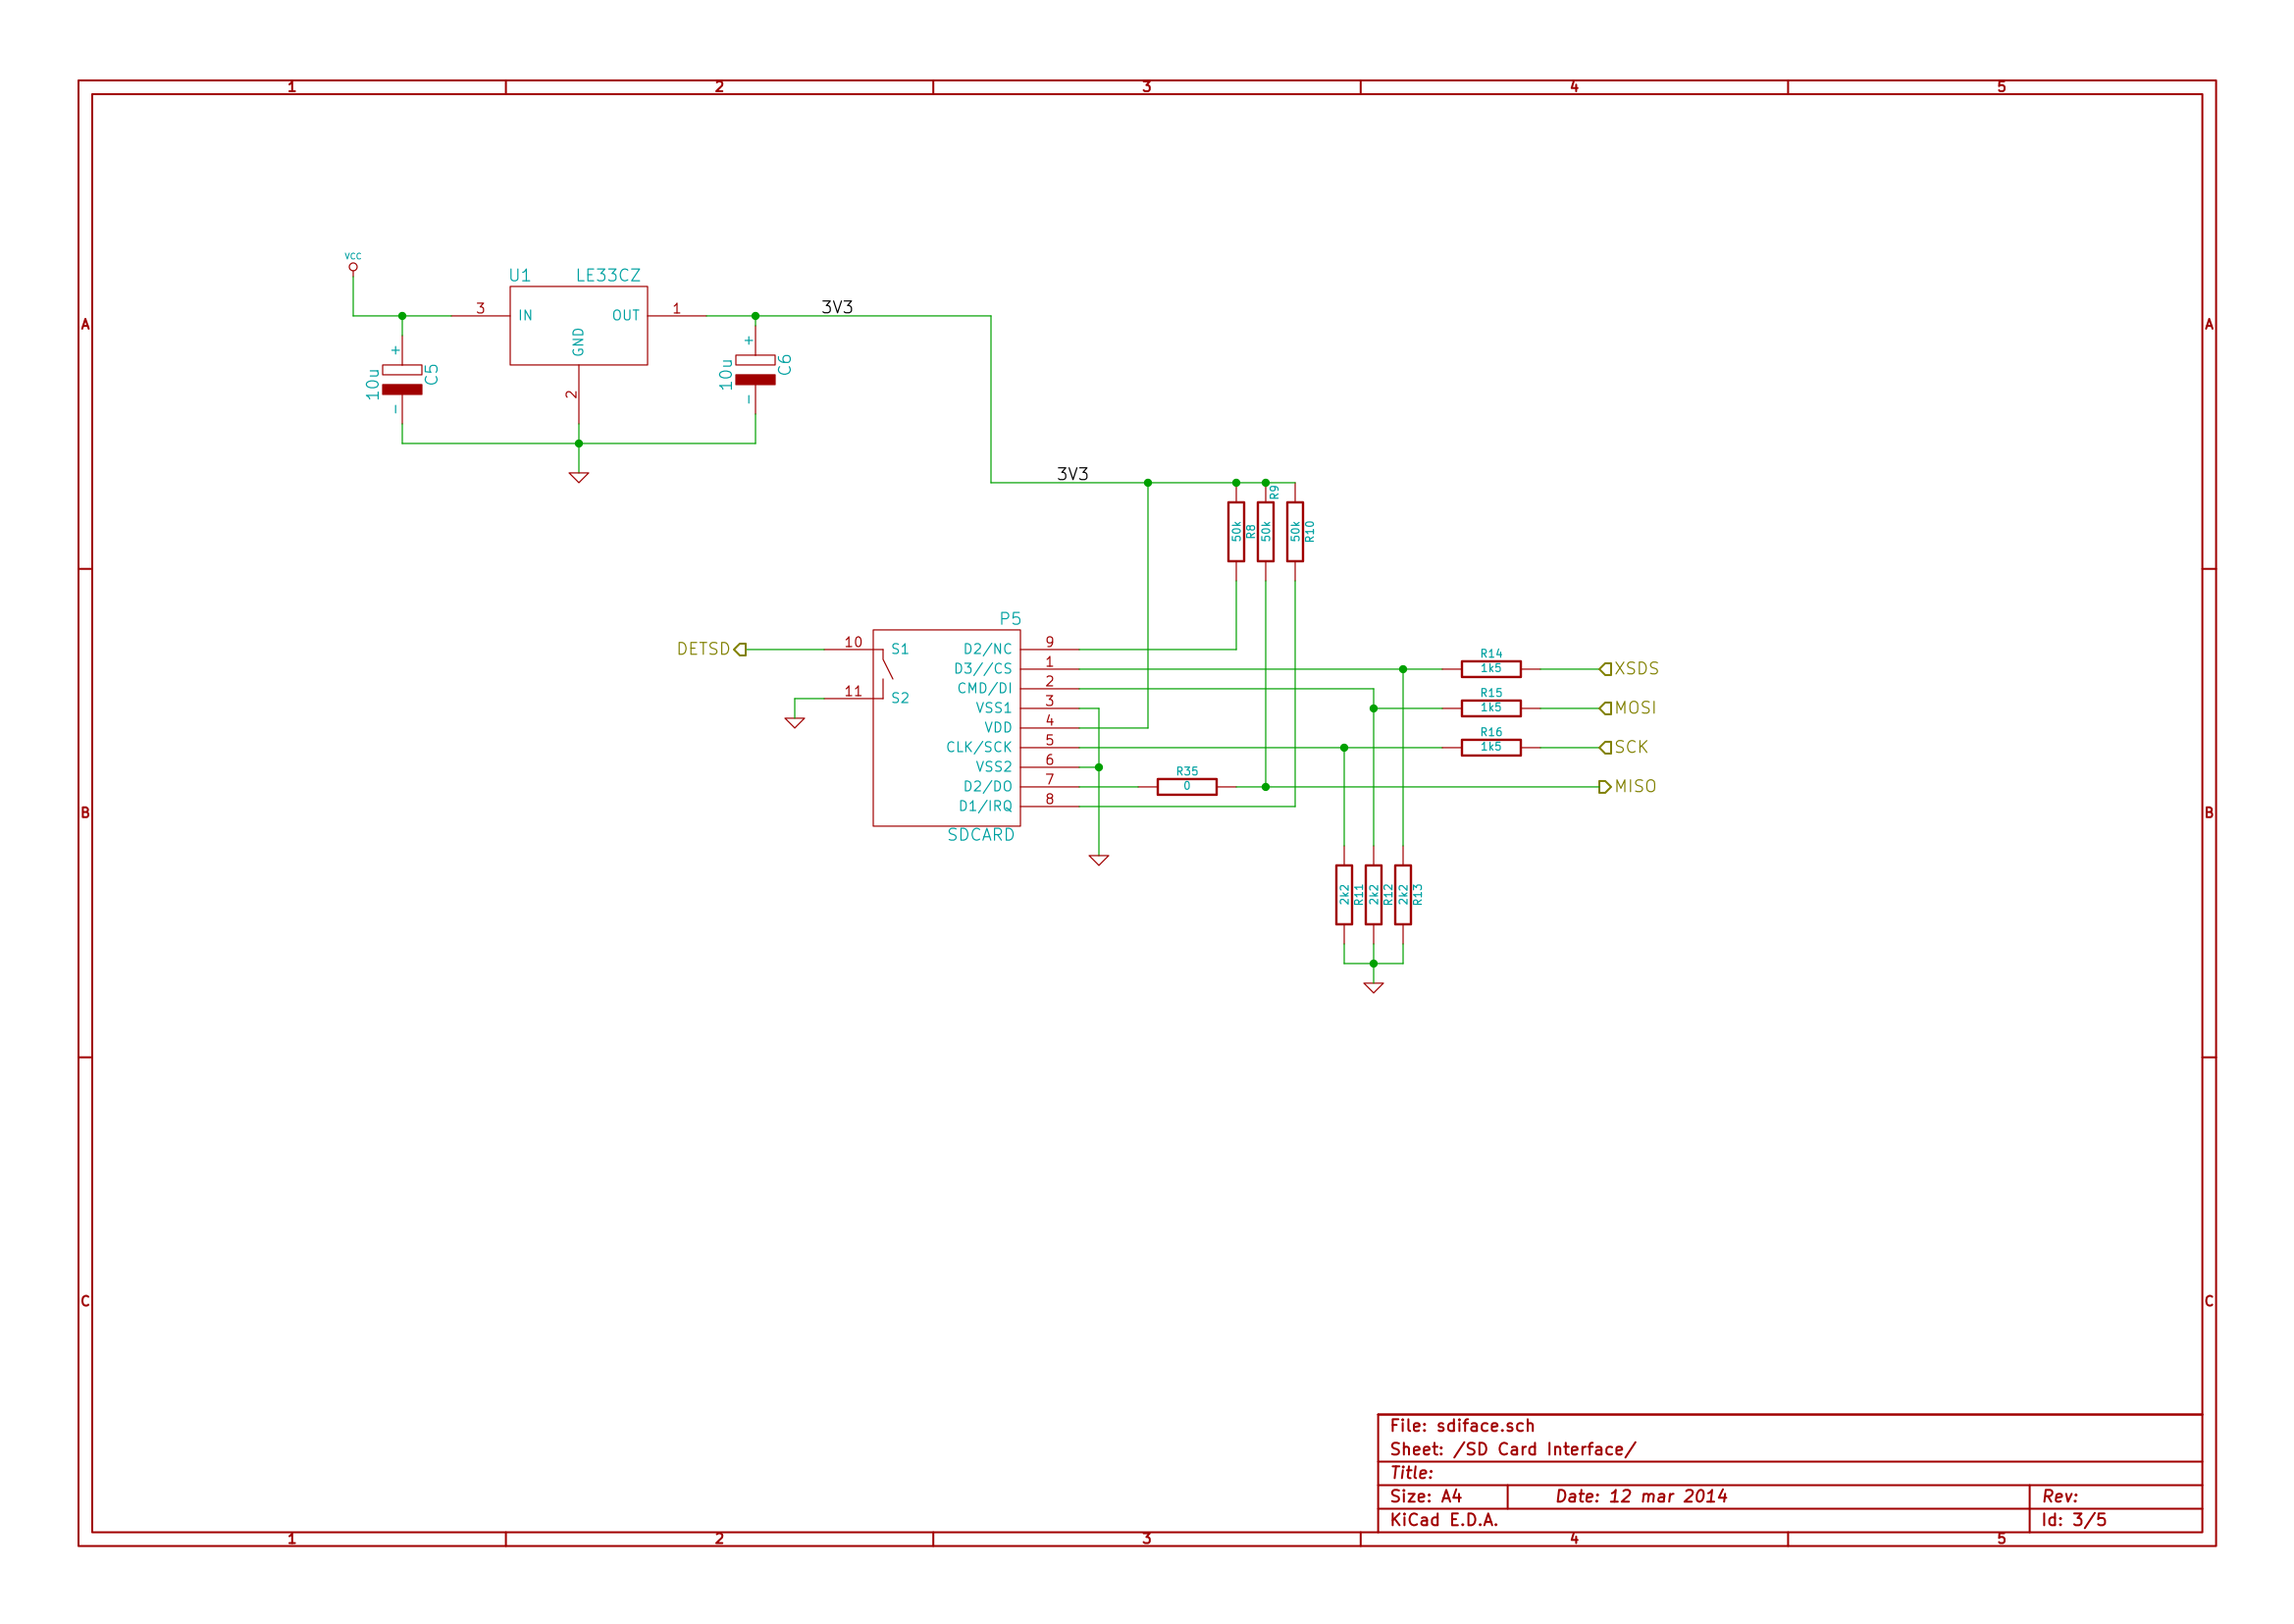 1 2 3 4 5
A A
B B
C C
VCC
U1 LE33CZ
3 IN OUT 1
GND
2
+ 10u C5 -
+ 10u C6 -
3V3
3V3
50k R8
50k R9
50k R10
P5
DETSD 10 S1
11 S2
D2/NC 9
D3//CS 1
CMD/DI 2
VSS1 3
VDD 4
CLK/SCK 5
VSS2 6
D2/DO 7
D1/IRQ 8
SDCARD
R14
1k5 XSDS
R15
1k5 MOSI
R16
1k5 SCK
R35
0 MISO
2k2 R11
2k2 R12
2k2 R13
File: sdiface.sch
Sheet: /SD Card Interface/
Title:
Size: A4 Date: 12 mar 2014 Rev:
KiCad E.D.A. Id: 3/5
1 2 3 4 5